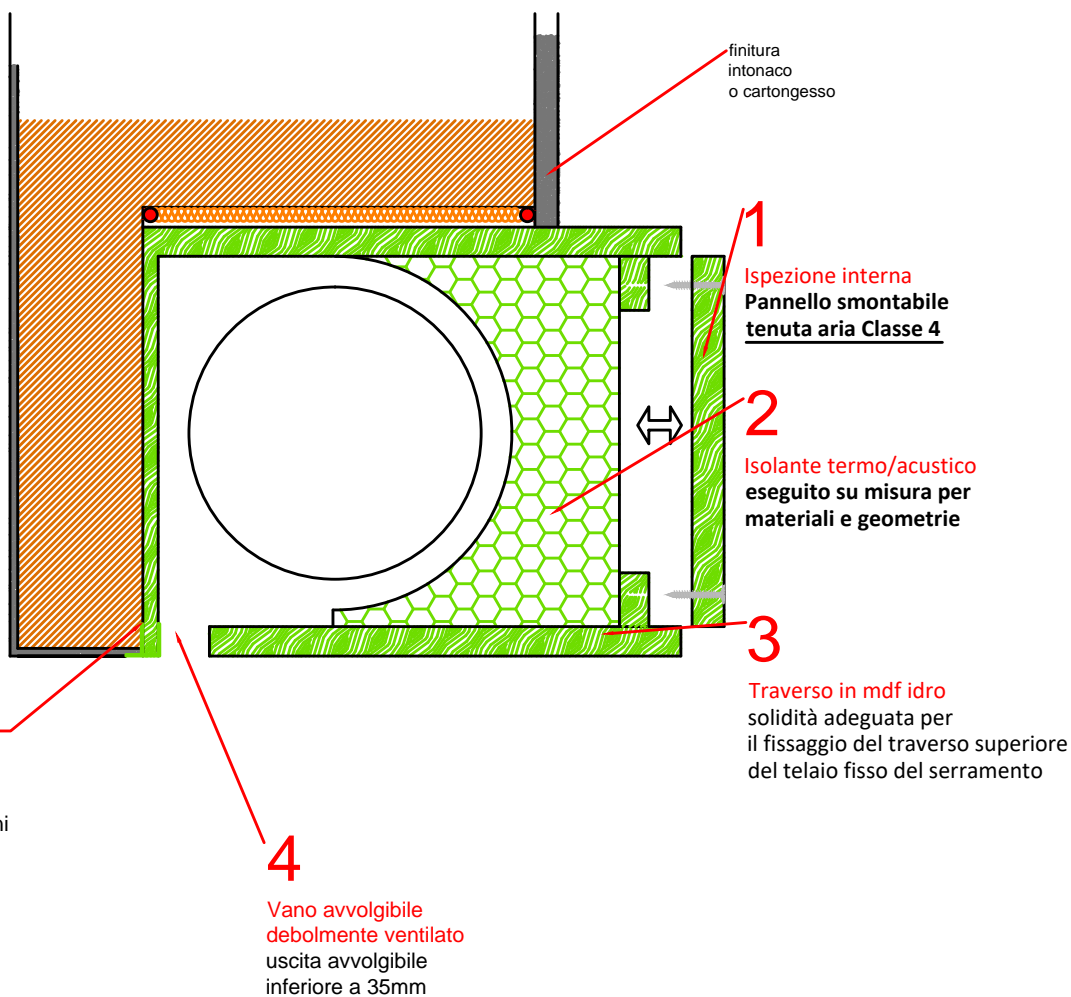 finitura
intonaco
o cartongesso
1
Ispezione interna
Pannello smontabile
tenuta aria Classe 4
2
Isolante termo/acustico
eseguito su misura per
materiali e geometrie
3
Traverso in mdf idro
solidità adeguata per
il fissaggio del traverso superiore
del telaio fisso del serramento
4
Vano avvolgibile
debolmente ventilato
uscita avvolgibile
inferiore a 35mm